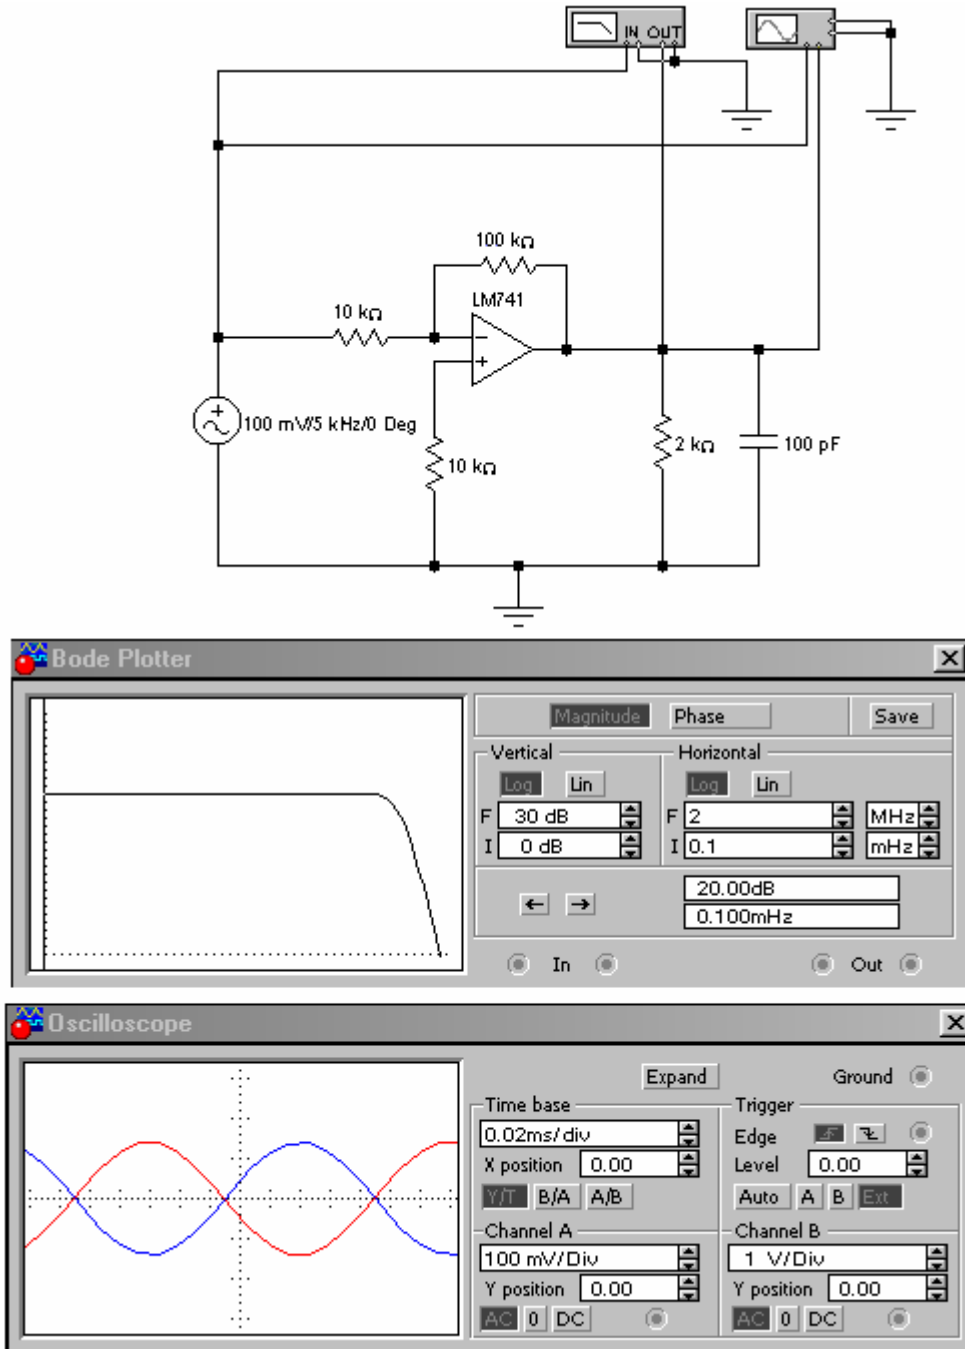 IN OUT
100 kΩ
LM741
10 kΩ
100 mV/5 kHz/0 Deg
10 kΩ
2 kΩ
100 pF
Bode Plotter
Magnitude Phase Save
Vertical Horizontal
Log Lin Log Lin
F 30 dB F 2 MHz
I 0 dB I 0.1 mHz
20.00dB
0.100mHz
In Out
Oscilloscope
Expand Ground
Time base Trigger
0.02ms/div Edge
X position 0.00 Level 0.00
Y/T B/A A/B Auto A B Ext
Channel A Channel B
100 mV/Div 1 V/Div
Y position 0.00 Y position 0.00
AC 0 DC AC 0 DC